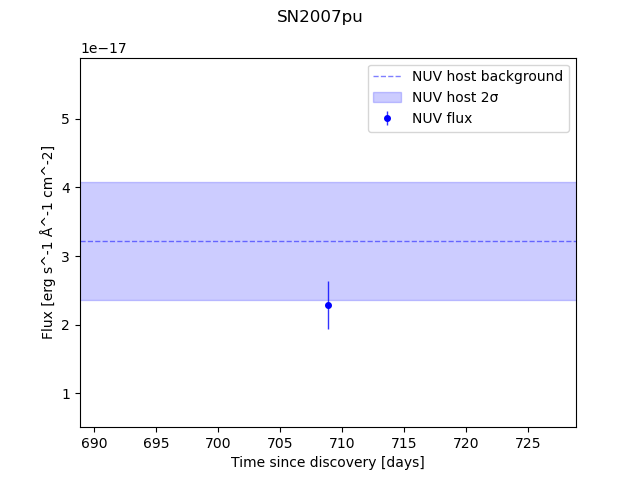 SN2007pu
1e−17
NUV host background
NUV host 2σ
NUV flux
5
4
3
2
1
Flux [erg s^-1 Å^-1 cm^-2]
690 695 700 705 710 715 720 725
Time since discovery [days]